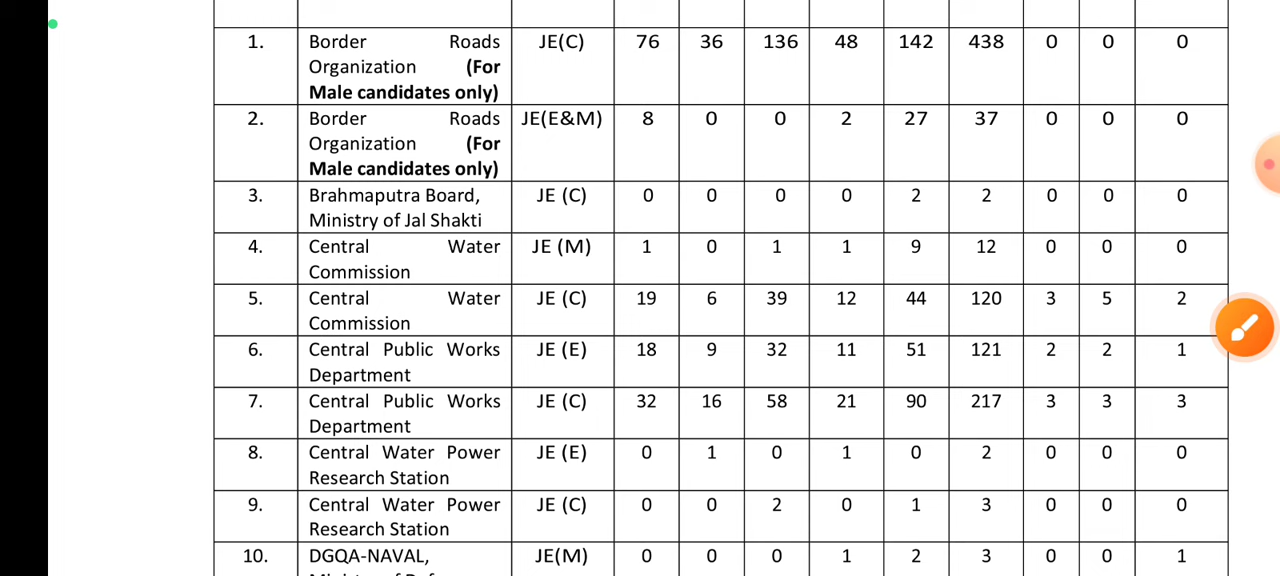 1. Border Roads JE(C) 76 36 136 48 142 438 0 0 0
Organization (For
Male candidates only)
2. Border Roads JE(E&M) 8 0 0 2 27 37 0 0 0
Organization (For
Male candidates only)
3. Brahmaputra Board, JE (C) 0 0 0 0 2 2 0 0 0
Ministry of Jal Shakti
4. Central Water JE (M) 1 0 1 1 9 12 0 0 0
Commission
5. Central Water JE (C) 19 6 39 12 44 120 3 5 2
Commission
6. Central Public Works JE (E) 18 9 32 11 51 121 2 2 1
Department
7. Central Public Works JE (C) 32 16 58 21 90 217 3 3 3
Department
8. Central Water Power JE (E) 0 1 0 1 0 2 0 0 0
Research Station
9. Central Water Power JE (C) 0 0 2 0 1 3 0 0 0
Research Station
10. DGQA-NAVAL, JE(M) 0 0 0 1 2 3 0 0 1